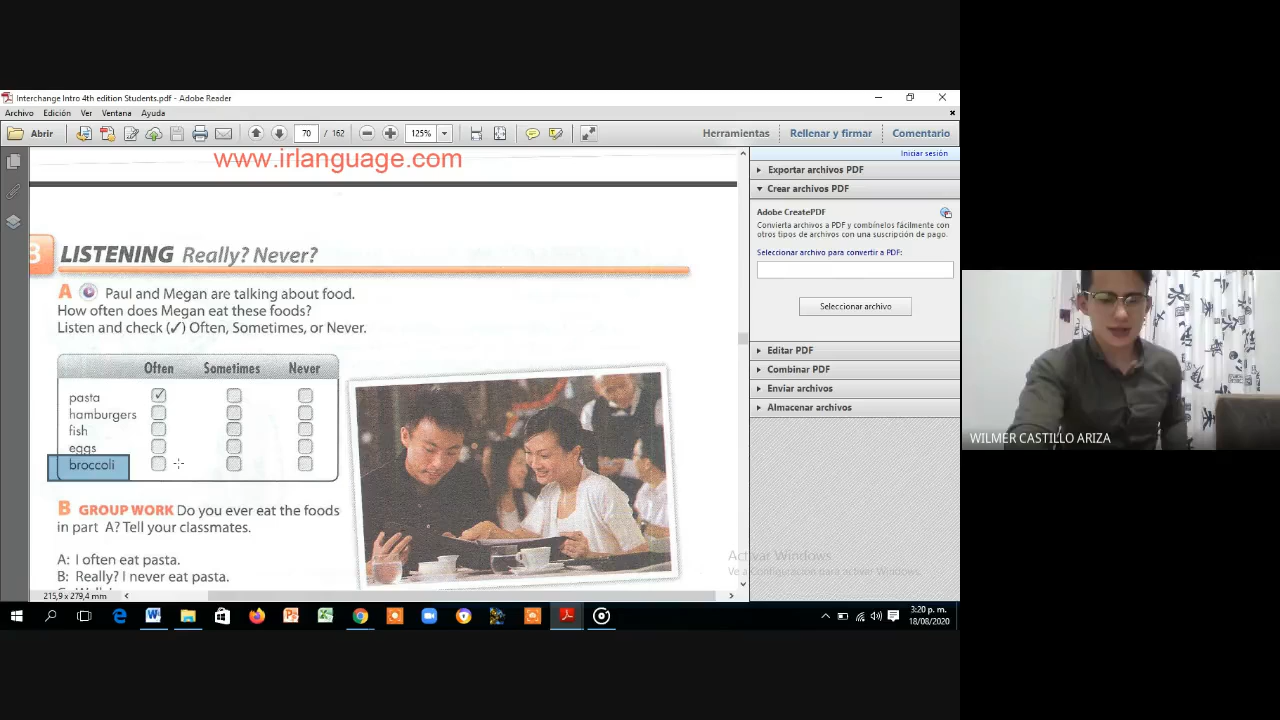 Interchange Intro 4th edition Students.pdf - Adobe Reader
Archivo Edición Ver Ventana Ayuda
Abrir 70 / 162 125% Herramientas Rellenar y firmar Comentario
www.irlanguage.com
LISTENING Really? Never?
A Paul and Megan are talking about food.
How often does Megan eat these foods?
Listen and check (✓) Often, Sometimes, or Never.
Often Sometimes Never
pasta ✓
hamburgers
fish
eggs
broccoli
B GROUP WORK Do you ever eat the foods
in part A? Tell your classmates.
A: I often eat pasta.
B: Really? I never eat pasta.
215,9 x 279,4 mm
Iniciar sesión
Exportar archivos PDF
Crear archivos PDF
Adobe CreatePDF
Convierta archivos a PDF y combínelos fácilmente con
otros tipos de archivos con una suscripción de pago.
Seleccionar archivo para convertir a PDF:
Seleccionar archivo
Editar PDF
Combinar PDF
Enviar archivos
Almacenar archivos
Activar Windows
Ve a Configuración para activar Windows.
3:20 p. m.
18/08/2020
WILMER CASTILLO ARIZA